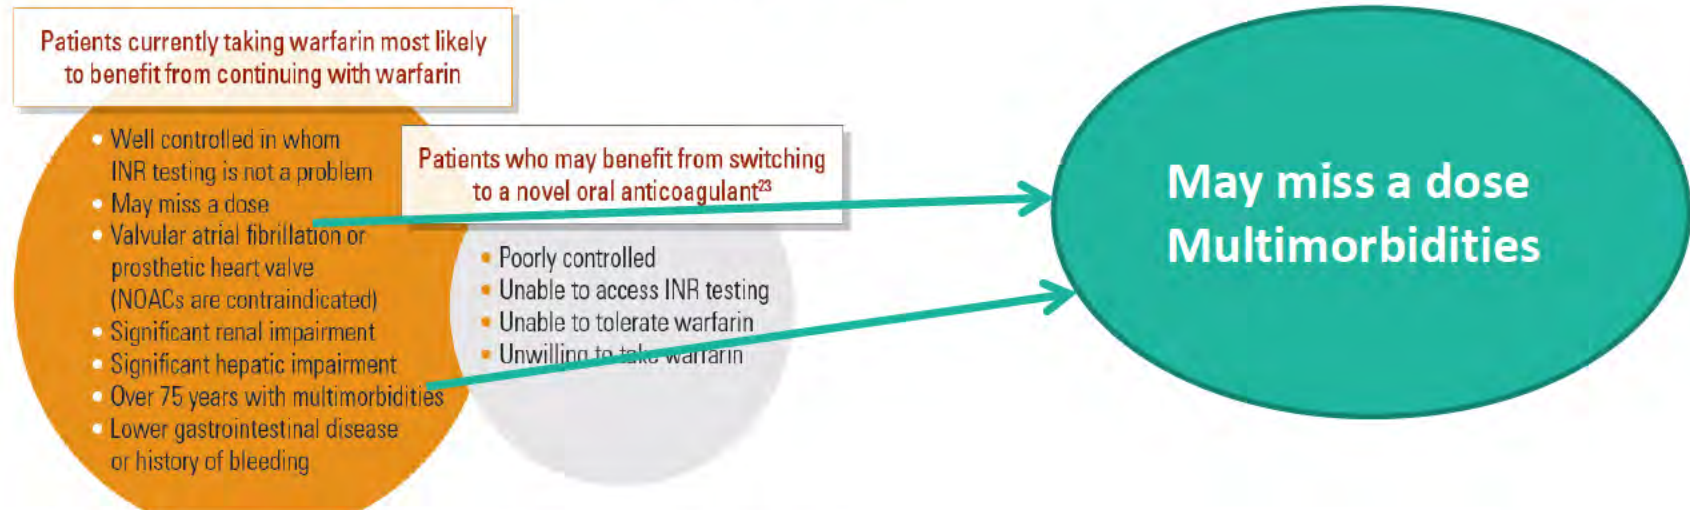 Patients currently taking warfarin most likely
to benefit from continuing with warfarin
• Well controlled in whom
INR testing is not a problem
• May miss a dose
• Valvular atrial fibrillation or
prosthetic heart valve
(NOACs are contraindicated)
• Significant renal impairment
• Significant hepatic impairment
• Over 75 years with multimorbidities
• Lower gastrointestinal disease
or history of bleeding
Patients who may benefit from switching
to a novel oral anticoagulant²³
• Poorly controlled
• Unable to access INR testing
• Unable to tolerate warfarin
• Unwilling to take warfarin
May miss a dose
Multimorbidities